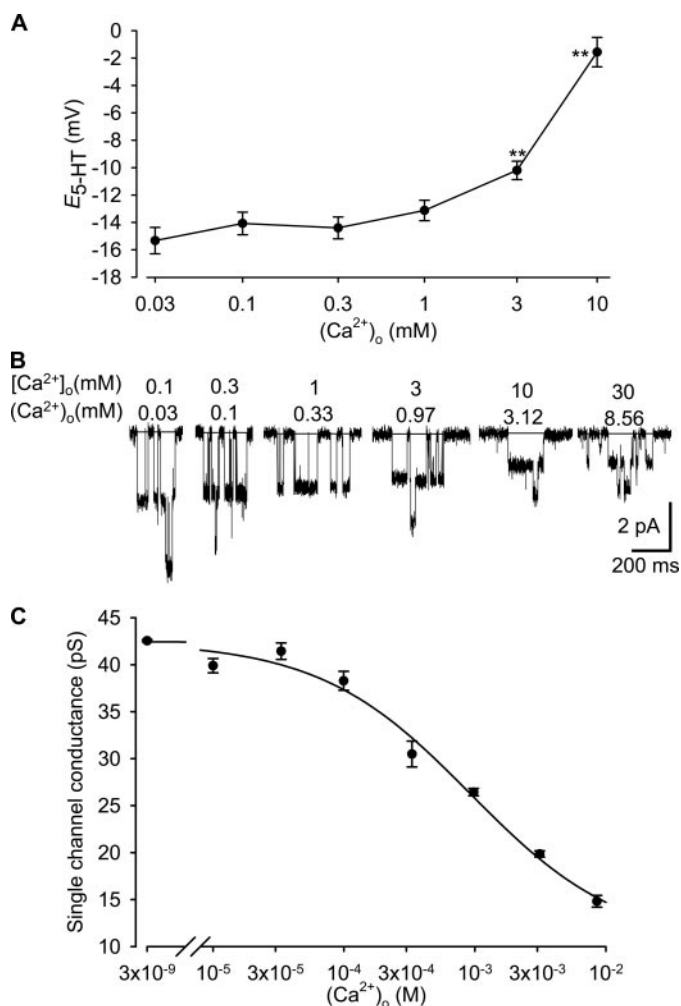 A
0
-2
-4
-6
-8
-10
-12
-14
-16
-18
E5-HT (mV)
**
**
0.03 0.1 0.3 1 3 10
(Ca²⁺)ₒ (mM)
B
[Ca²⁺]ₒ(mM) 0.1 0.3 1 3 10 30
(Ca²⁺)ₒ(mM) 0.03 0.1 0.33 0.97 3.12 8.56
2 pA
200 ms
C
45
40
35
30
25
20
15
10
Single channel conductance (pS)
3x10⁻⁹ 10⁻⁵ 3x10⁻⁵ 10⁻⁴ 3x10⁻⁴ 10⁻³ 3x10⁻³ 10⁻²
(Ca²⁺)ₒ (M)